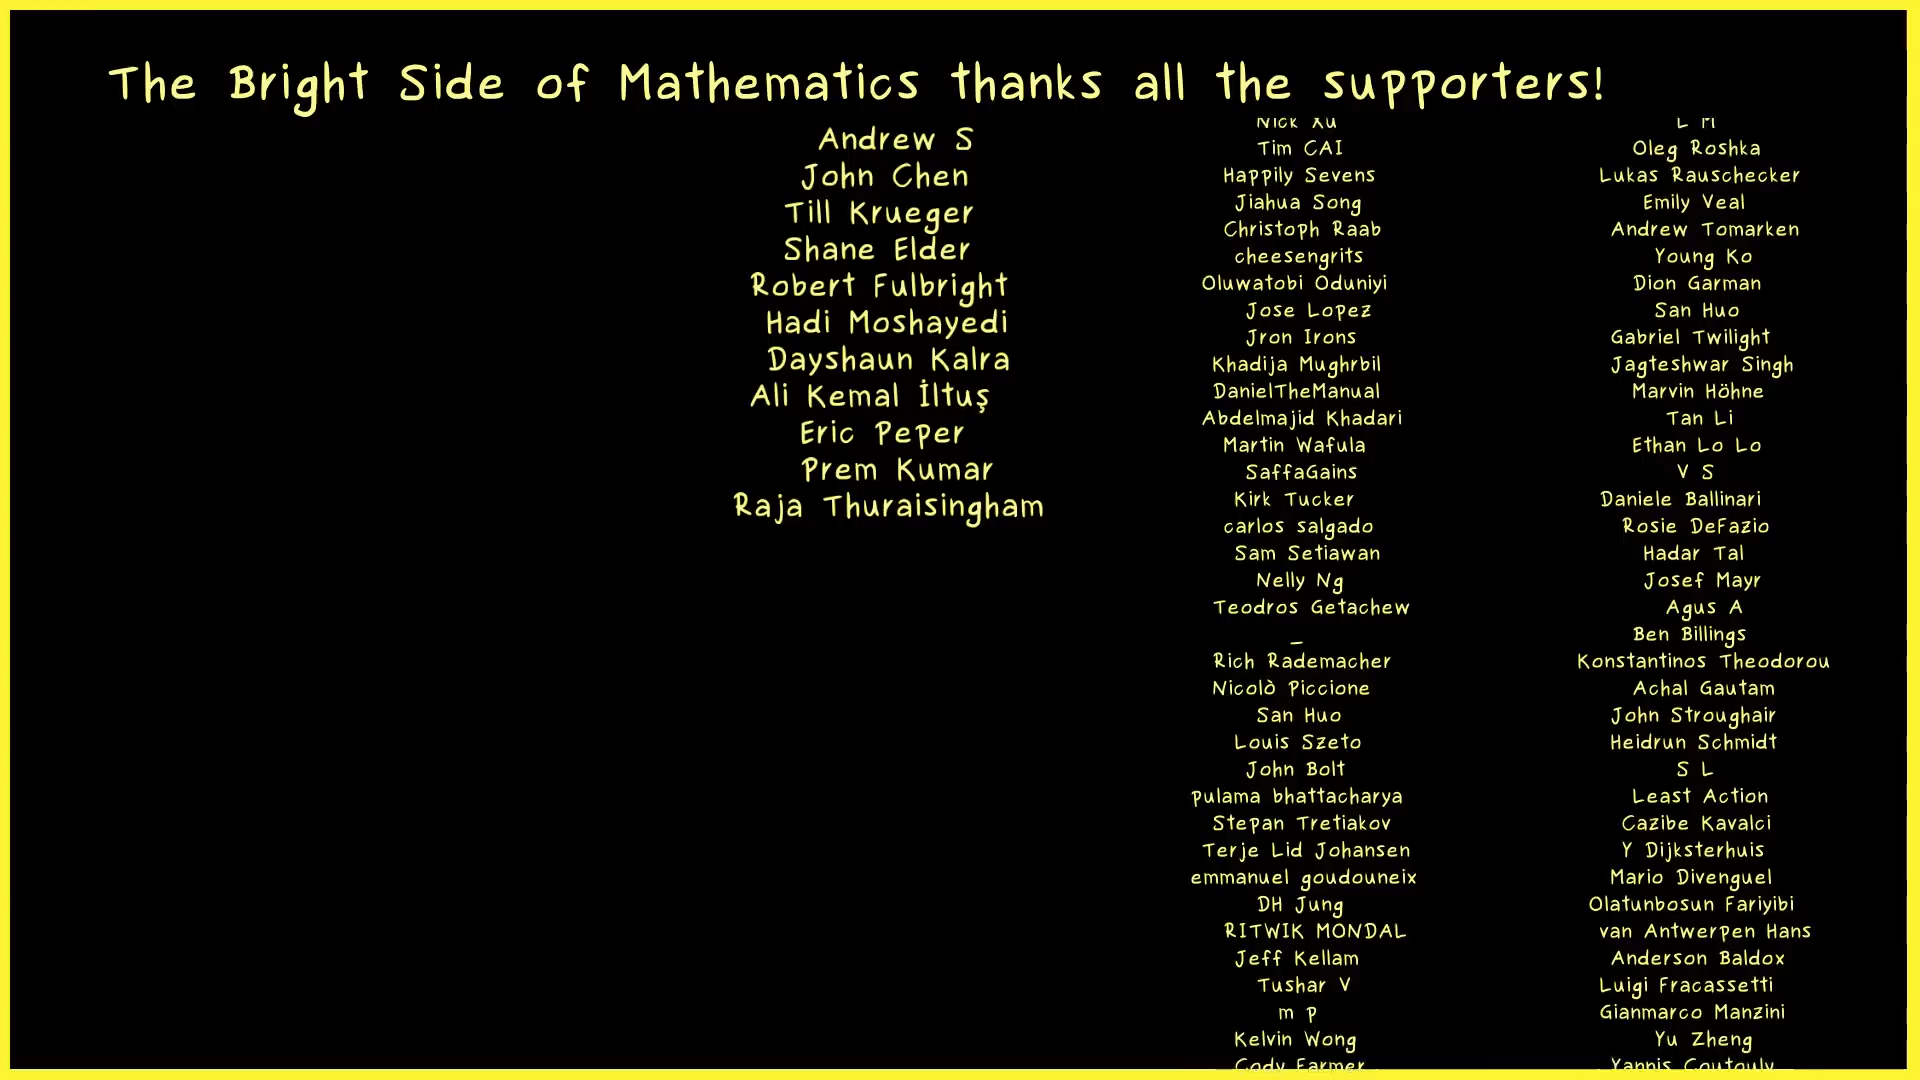 The Bright Side of Mathematics thanks all the supporters!
Andrew S
John Chen
Till Krueger
Shane Elder
Robert Fulbright
Hadi Moshayedi
Dayshaun Kalra
Ali Kemal İltuş
Eric Peper
Prem Kumar
Raja Thuraisingham
Nick Xu
Tim CAI
Happily Sevens
Jiahua Song
Christoph Raab
cheesengrits
Oluwatobi Oduniyi
Jose Lopez
Jron Irons
Khadija Mughrbil
DanielTheManual
Abdelmajid Khadari
Martin Wafula
SaffaGains
Kirk Tucker
carlos salgado
Sam Setiawan
Nelly Ng
Teodros Getachew
_
Rich Rademacher
Nicolò Piccione
San Huo
Louis Szeto
John Bolt
pulama bhattacharya
Stepan Tretiakov
Terje Lid Johansen
emmanuel goudouneix
DH Jung
RITWIK MONDAL
Jeff Kellam
Tushar V
m p
Kelvin Wong
Cody Farmer
L M
Oleg Roshka
Lukas Rauschecker
Emily Veal
Andrew Tomarken
Young Ko
Dion Garman
San Huo
Gabriel Twilight
Jagteshwar Singh
Marvin Höhne
Tan Li
Ethan Lo Lo
V S
Daniele Ballinari
Rosie DeFazio
Hadar Tal
Josef Mayr
Agus A
Ben Billings
Konstantinos Theodorou
Achal Gautam
John Stroughair
Heidrun Schmidt
S L
Least Action
Cazibe Kavalci
Y Dijksterhuis
Mario Divenguel
Olatunbosun Fariyibi
van Antwerpen Hans
Anderson Baldox
Luigi Fracassetti
Gianmarco Manzini
Yu Zheng
Yannis Coutouly